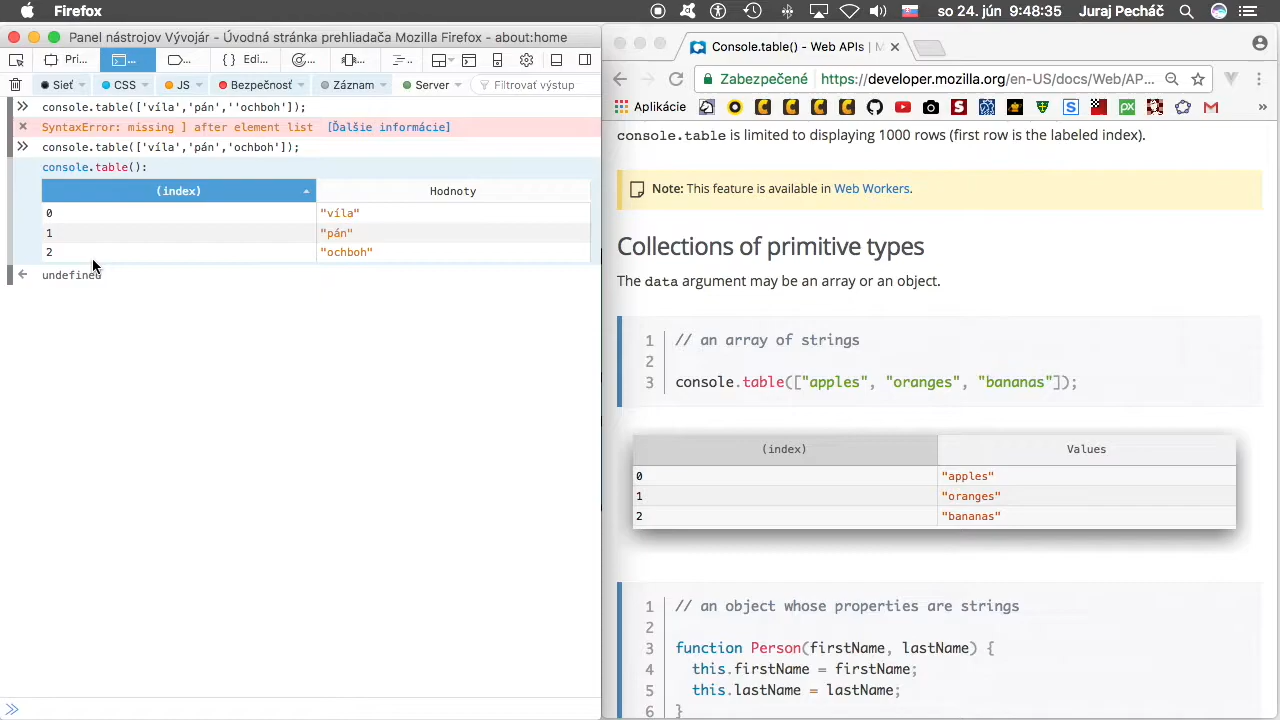 Firefox
so 24. jún 9:48:35 Juraj Pecháč
Panel nástrojov Vývojár - Úvodná stránka prehliadača Mozilla Firefox - about:home
Pri… … … Edi… … …
Sieť CSS JS Bezpečnosť Záznam Server Filtrovať výstup
console.table(['víla','pán',''ochboh']);
SyntaxError: missing ] after element list [Ďalšie informácie]
console.table(['víla','pán','ochboh']);
console.table():
(index) Hodnoty
0 "víla"
1 "pán"
2 "ochboh"
undefined
Console.table() - Web APIs | M
Zabezpečené https://developer.mozilla.org/en-US/docs/Web/AP…
Aplikácie
console.table is limited to displaying 1000 rows (first row is the labeled index).
Note: This feature is available in Web Workers.
Collections of primitive types
The data argument may be an array or an object.
1 // an array of strings
2
3 console.table(["apples", "oranges", "bananas"]);
(index) Values
0 "apples"
1 "oranges"
2 "bananas"
1 // an object whose properties are strings
2
3 function Person(firstName, lastName) {
4 this.firstName = firstName;
5 this.lastName = lastName;
6 }